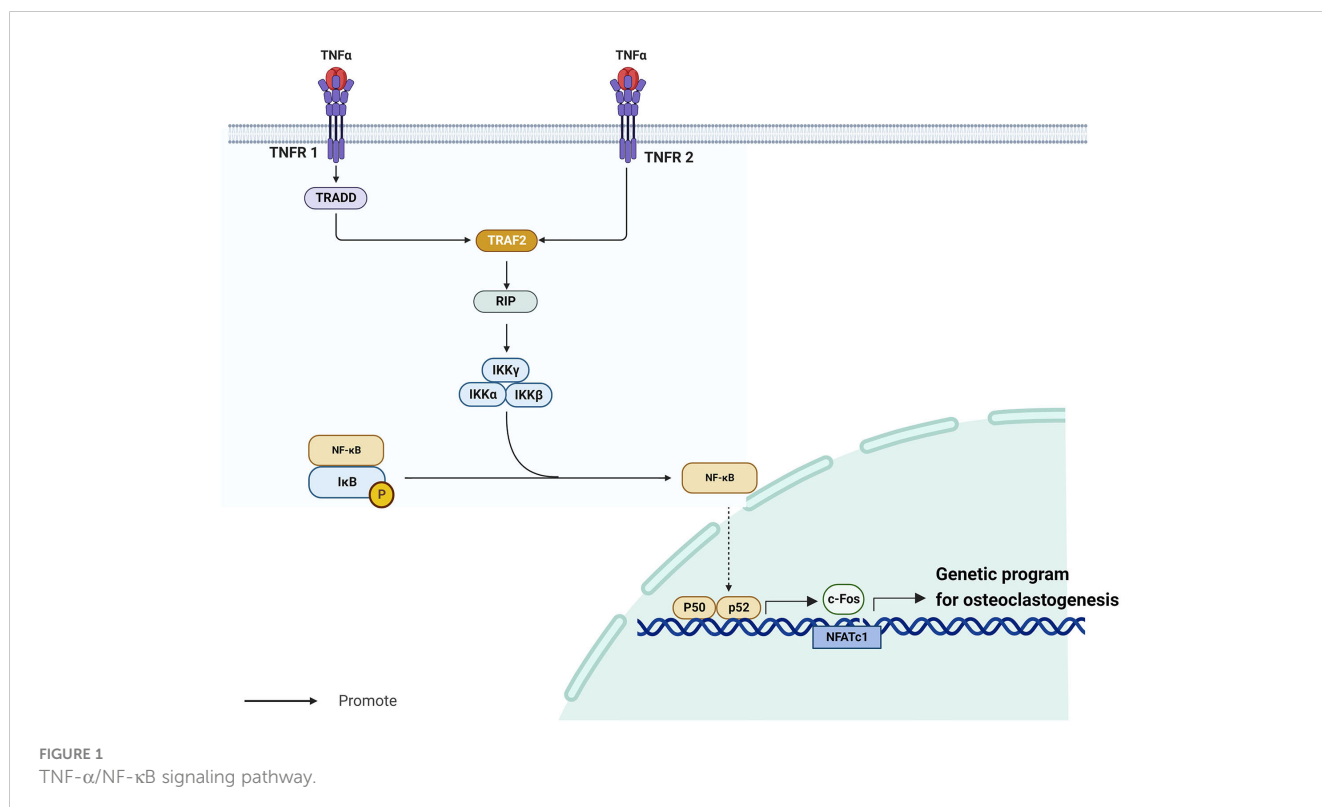 TNFα
TNFα
TNFR 1
TNFR 2
TRADD
TRAF2
RIP
IKKγ
IKKα
IKKβ
NF-κB
IκB
P
NF-κB
Genetic program
for osteoclastogenesis
P50
p52
c-Fos
NFATc1
Promote
FIGURE 1
TNF-α/NF-κB signaling pathway.